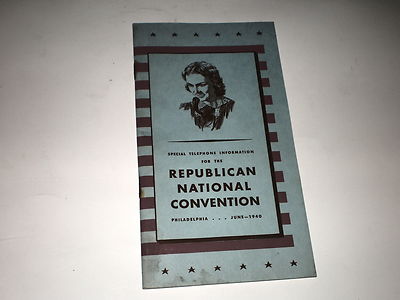 SPECIAL TELEPHONE INFORMATION
FOR THE
REPUBLICAN
NATIONAL
CONVENTION
PHILADELPHIA . . . JUNE—1940